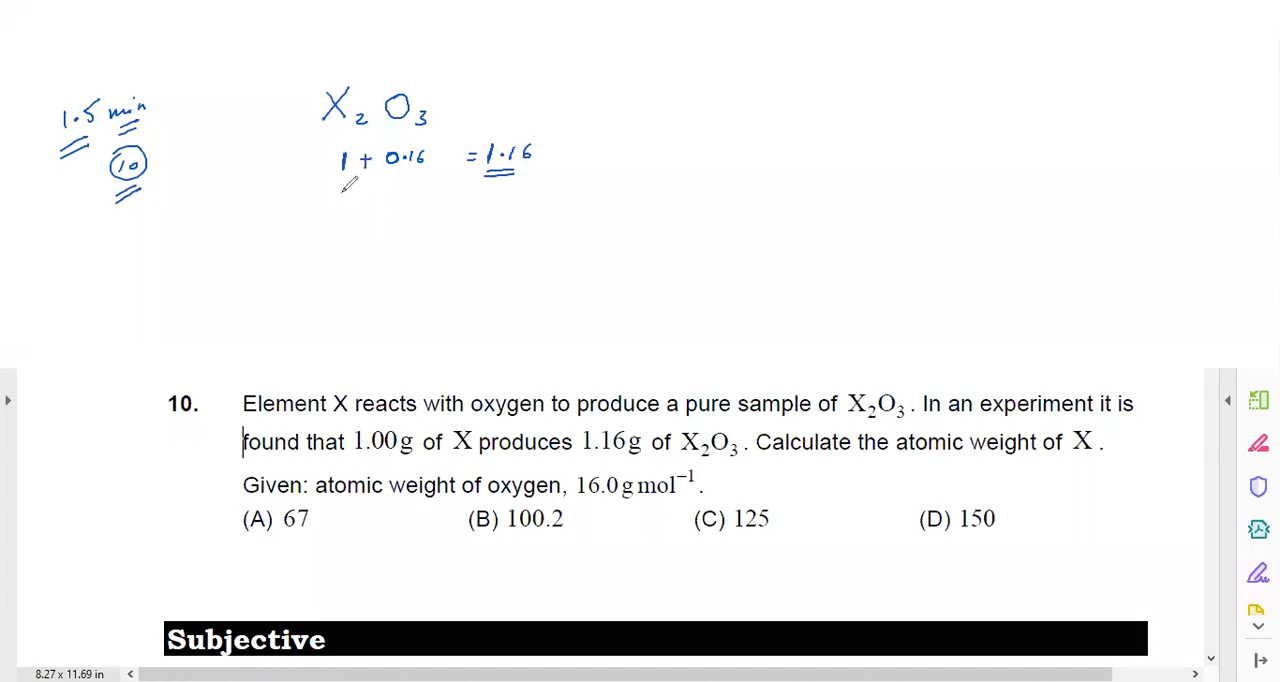 1.5 min
10
X₂ O₃
1 + 0.16 = 1.16
10. Element X reacts with oxygen to produce a pure sample of X₂O₃. In an experiment it is
found that 1.00 g of X produces 1.16 g of X₂O₃. Calculate the atomic weight of X.
Given: atomic weight of oxygen, 16.0 g mol⁻¹.
(A) 67 (B) 100.2 (C) 125 (D) 150
Subjective
8.27 x 11.69 in